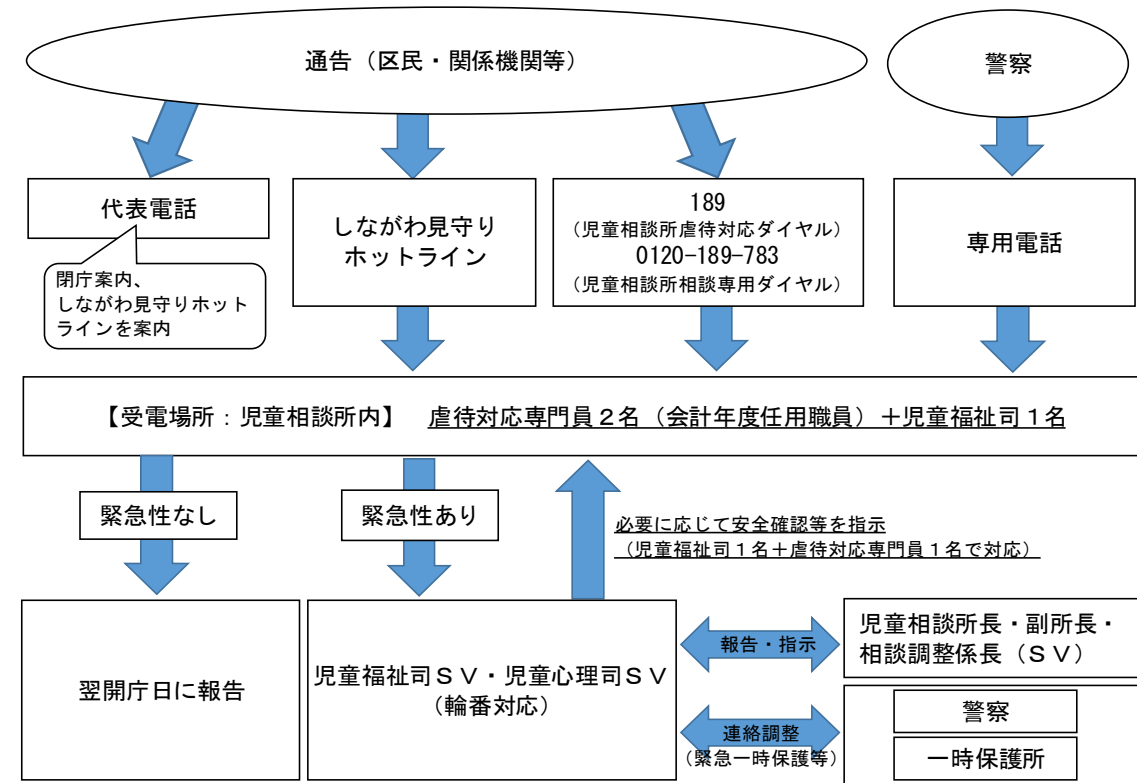 通告（区民・関係機関等）
警察
代表電話
閉庁案内、
しながわ見守りホット
ラインを案内
しながわ見守り
ホットライン
189
（児童相談所虐待対応ダイヤル）
0120-189-783
（児童相談所相談専用ダイヤル）
専用電話
【受電場所：児童相談所内】　虐待対応専門員２名（会計年度任用職員）＋児童福祉司１名
緊急性なし
緊急性あり
必要に応じて安全確認等を指示
（児童福祉司１名＋虐待対応専門員１名で対応）
翌開庁日に報告
児童福祉司ＳＶ・児童心理司ＳＶ
（輪番対応）
報告・指示
児童相談所長・副所長・
相談調整係長（ＳＶ）
連絡調整
（緊急一時保護等）
警察
一時保護所